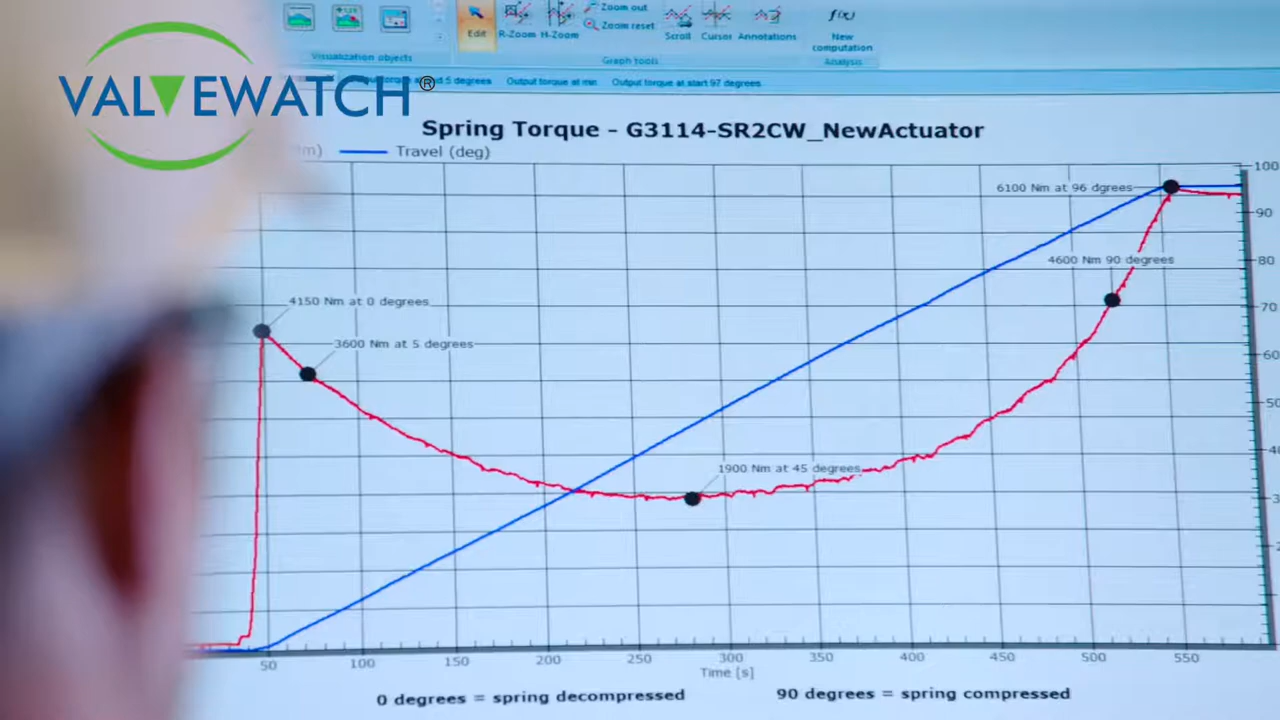 Zoom out
Zoom reset
Edit
R-Zoom
H-Zoom
Scroll
Cursor
Annotations
f(x)
New
computation
Visualization objects
Graph tools
Analysis
5 degrees
Output torque at min
Output torque at start 97 degrees
VALVEWATCH®
Spring Torque - G3114-SR2CW_NewActuator
m)
Travel (deg)
100
6100 Nm at 96 dgrees
90
4600 Nm 90 degrees
80
4150 Nm at 0 degrees
70
3600 Nm at 5 degrees
60
50
1900 Nm at 45 degrees
50 100 150 200 250 300 350 400 450 500 550
Time [s]
0 degrees = spring decompressed
90 degrees = spring compressed